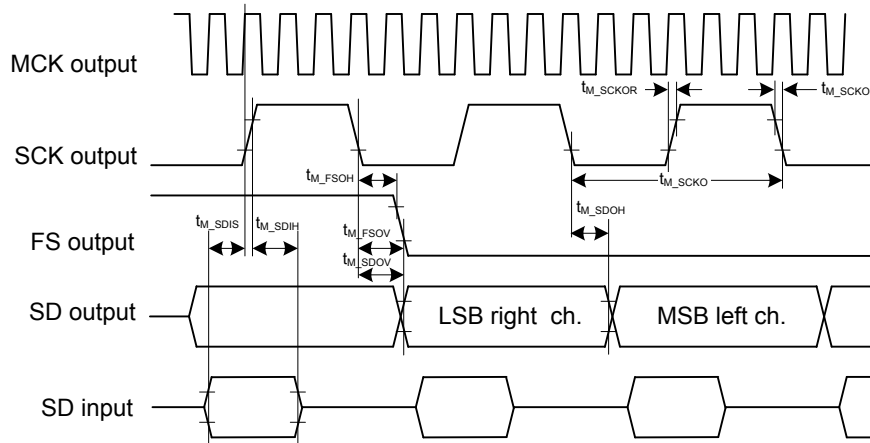 MCK output
t_M_SCKOR
t_M_SCKO
SCK output
t_M_FSOH
t_M_SCKO
t_M_SDIS
t_M_SDIH
t_M_FSOV
t_M_SDOH
FS output
t_M_SDOV
SD output
LSB right ch.
MSB left ch.
SD input